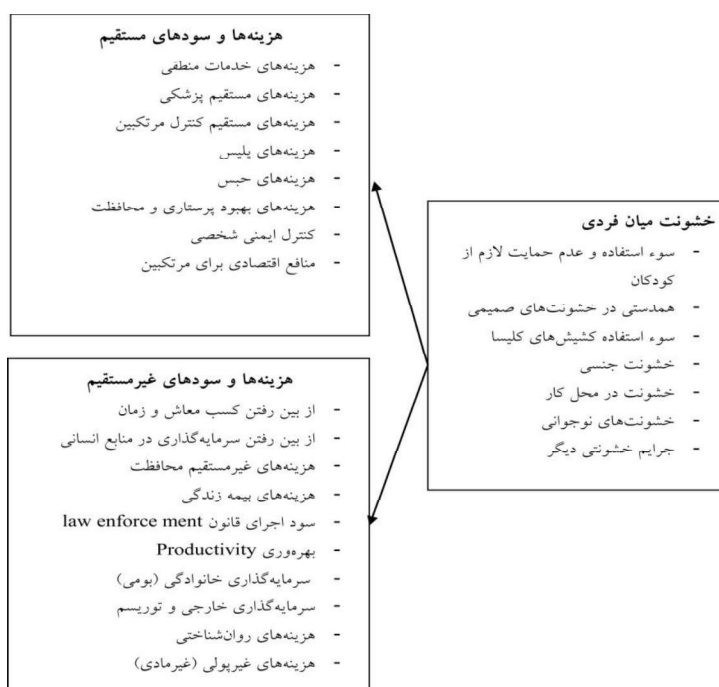 هزینه‌ها و سودهای مستقیم
- هزینه‌های خدمات منطقی
- هزینه‌های مستقیم پزشکی
- هزینه‌های مستقیم کنترل مرتکبین
- هزینه‌های پلیس
- هزینه‌های حبس
- هزینه‌های بهبود پرستاری و محافظت
- کنترل ایمنی شخصی
- منافع اقتصادی برای مرتکبین
خشونت میان فردی
- سوء استفاده و عدم حمایت لازم از
کودکان
- همدستی در خشونت‌های صمیمی
- سوء استفاده کشیش‌های کلیسا
- خشونت جنسی
- خشونت در محل کار
- خشونت‌های نوجوانی
- جرایم خشونتی دیگر
هزینه‌ها و سودهای غیرمستقیم
- از بین رفتن کسب معاش و زمان
- از بین رفتن سرمایه‌گذاری در منابع انسانی
- هزینه‌های غیرمستقیم محافظت
- هزینه‌های بیمه زندگی
- سود اجرای قانون law enforce ment
- بهره‌وری Productivity
- سرمایه‌گذاری خانوادگی (بومی)
- سرمایه‌گذاری خارجی و توریسم
- هزینه‌های روان‌شناختی
- هزینه‌های غیرپولی (غیرمادی)